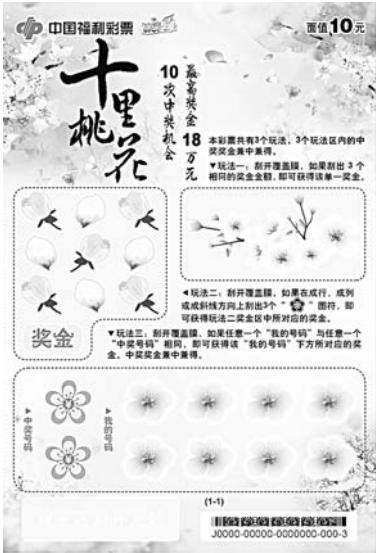 中国福利彩票
面值10元
十里桃花
10次中奖机会
最高奖金18万元
本彩票共有3个玩法，3个玩法区内的中
奖奖金兼中兼得。
▼玩法一：刮开覆盖膜，如果刮出 3 个
相同的奖金金额，即可获得该单一奖金。
◀玩法二：刮开覆盖膜，如果在成行、成列
或成斜线方向上刮出3个“ ”图符，即
可获得玩法二奖金区中所对应的奖金。
奖金
▼玩法三：刮开覆盖膜，如果任意一个“我的号码”与任意一个
“中奖号码”相同，即可获得该“我的号码”下方所对应的奖
金。中奖奖金兼中兼得。
▶中奖号码
▶我的号码
(1-1)
J0000-00000-0000000-000-3